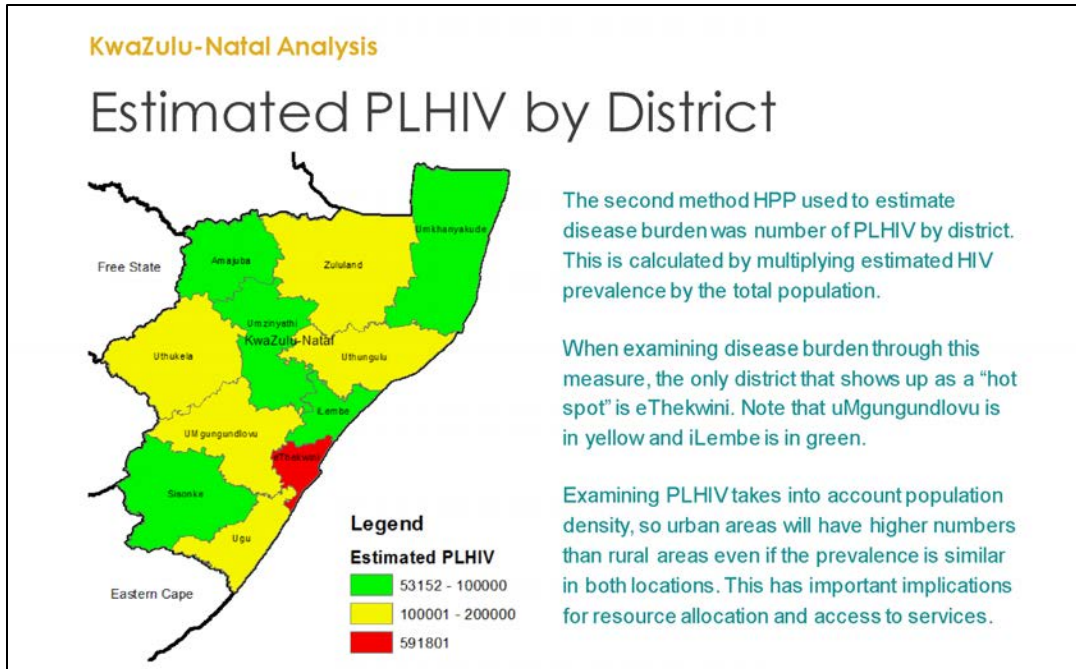 KwaZulu-Natal Analysis
Estimated PLHIV by District
Umkhanyakude
Amajuba
Free State
Zululand
Umzinyathi
KwaZulu-Natal
Uthukela
Uthungulu
iLembe
UMgungundlovu
eThekwini
Sisonke
Ugu
Eastern Cape
Legend
Estimated PLHIV
53152 - 100000
100001 - 200000
591801
The second method HPP used to estimate
disease burden was number of PLHIV by district.
This is calculated by multiplying estimated HIV
prevalence by the total population.
When examining disease burden through this
measure, the only district that shows up as a “hot
spot” is eThekwini. Note that uMgungundlovu is
in yellow and iLembe is in green.
Examining PLHIV takes into account population
density, so urban areas will have higher numbers
than rural areas even if the prevalence is similar
in both locations. This has important implications
for resource allocation and access to services.